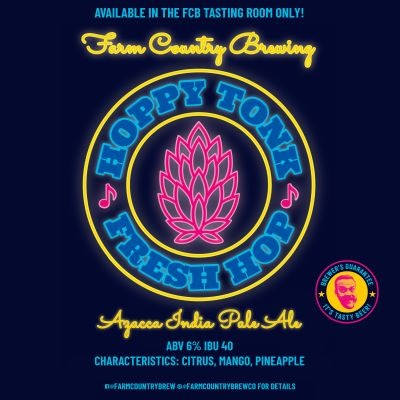 AVAILABLE IN THE FCB TASTING ROOM ONLY!
Farm Country Brewing
HOPPY TONK
FRESH HOP
BREWER'S GUARANTEE
IT'S TASTY BEER!
Azacca India Pale Ale
ABV 6% IBU 40
CHARACTERISTICS: CITRUS, MANGO, PINEAPPLE
@FARMCOUNTRYBREW @FARMCOUNTRYBREWCO FOR DETAILS